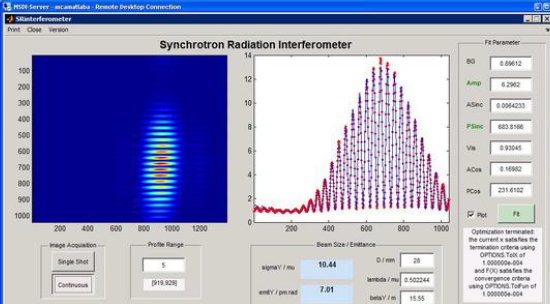 MSDI-Server - mcamatlaba - Remote Desktop Connection
SRinterferometer
Print Close Version
Synchrotron Radiation Interferometer
Fit Parameter
100
200
300
400
500
600
700
800
900
1000
200 400 600 800 1000 1200
14
12
10
8
6
4
2
0
0 200 400 600 800 1000
BG 0.89612
Amp 6.2962
ASinc 0.0064233
PSinc 683.8166
Vis 0.93045
ACos 0.16982
PCos 231.6192
Plot Fit
Optimization terminated:
the current x satisfies the
termination criteria using
OPTIONS.TolX of
1.000000e-004
and F(X) satisfies the
convergence criteria using
OPTIONS.TolFun of
1.000000e-004
Image Acquisition
Single Shot
Continuous
Profile Range
5
[919,929]
Beam Size / Emittance
sigmaY / mu 10.44
emitY / pm.rad 7.01
D / mm 28
lambda / mu 0.502244
betaY / m 15.55